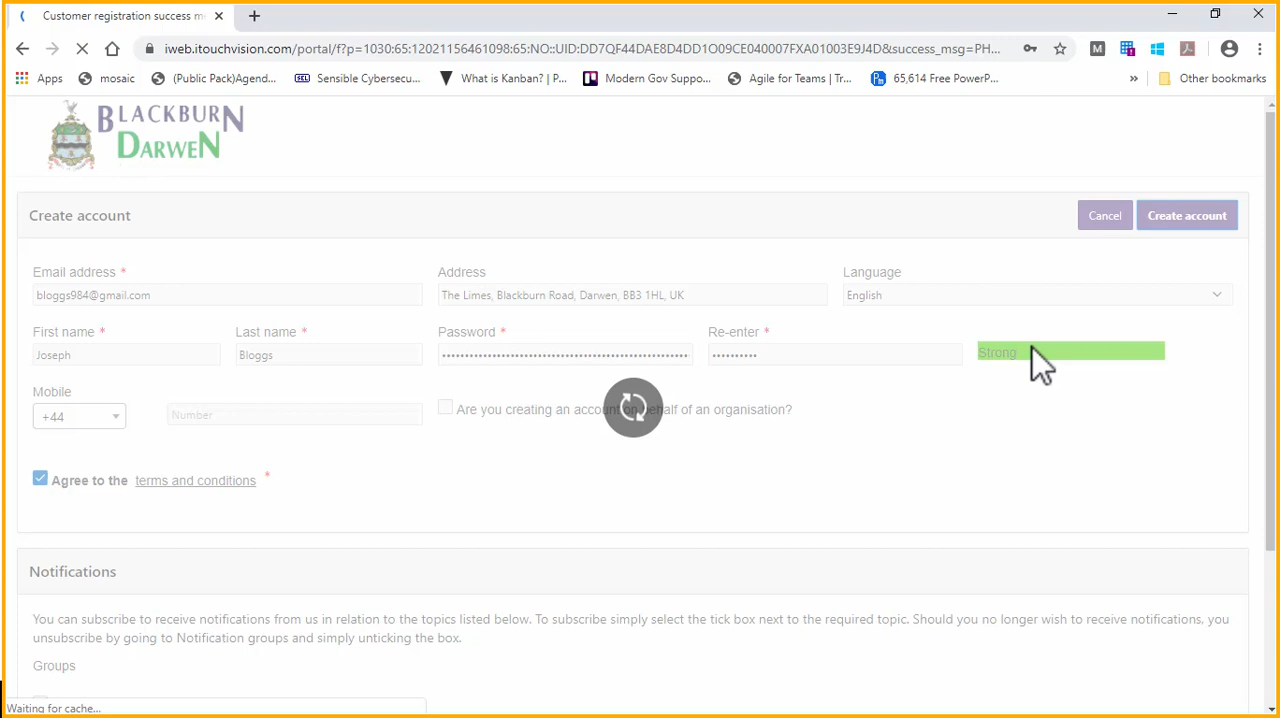 Customer registration success m
iweb.itouchvision.com/portal/f?p=1030:65:12021156461098:65:NO::UID:DD7QF44DAE8D4DD1O09CE040007FXA01003E9J4D&success_msg=PH...
Apps mosaic (Public Pack)Agend... SEL Sensible Cybersecu... What is Kanban? | P... Modern Gov Suppo... Agile for Teams | Tr... 65,614 Free PowerP... » Other bookmarks
BLACKBURN
DARWEN
Create account Cancel Create account
Email address * Address Language
bloggs984@gmail.com The Limes, Blackburn Road, Darwen, BB3 1HL, UK English
First name * Last name * Password * Re-enter *
Joseph Bloggs Strong
Mobile
+44 Number Are you creating an account on behalf of an organisation?
Agree to the terms and conditions *
Notifications
You can subscribe to receive notifications from us in relation to the topics listed below. To subscribe simply select the tick box next to the required topic. Should you no longer wish to receive notifications, you
unsubscribe by going to Notification groups and simply unticking the box.
Groups
Waiting for cache...